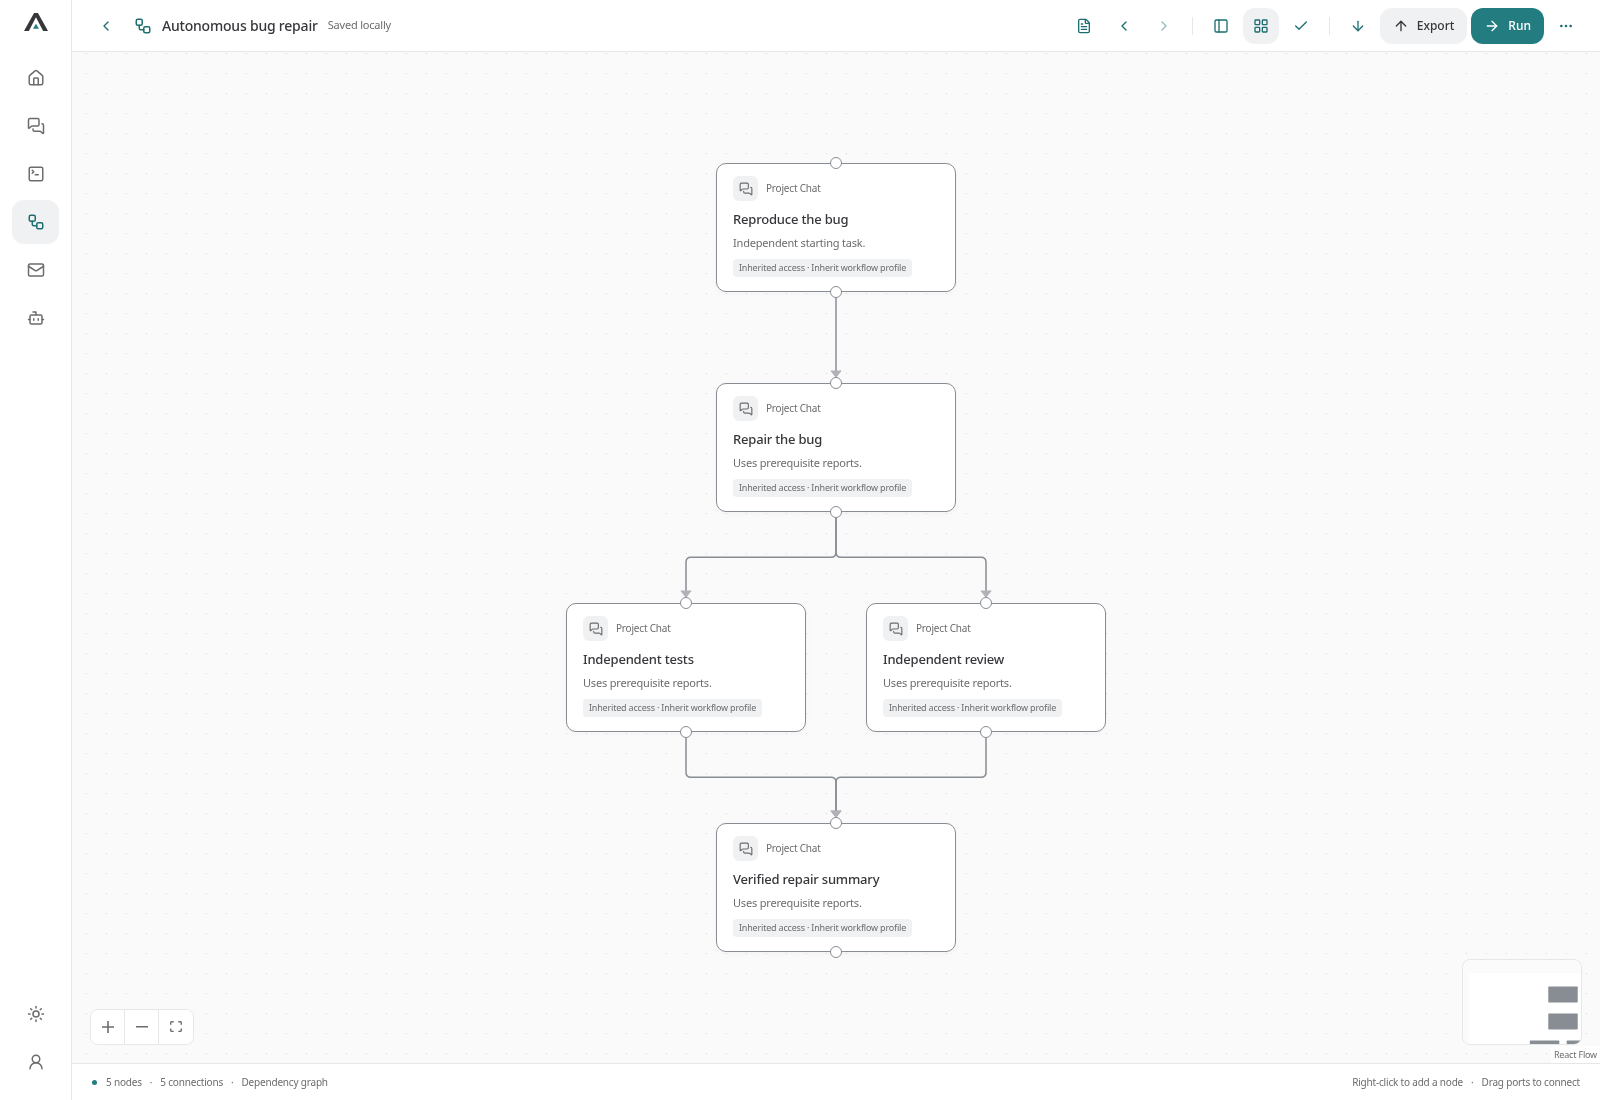 Autonomous bug repair Saved locally
Export
Run
Project Chat
Reproduce the bug
Independent starting task.
Inherited access · Inherit workflow profile
Project Chat
Repair the bug
Uses prerequisite reports.
Inherited access · Inherit workflow profile
Project Chat
Independent tests
Uses prerequisite reports.
Inherited access · Inherit workflow profile
Project Chat
Independent review
Uses prerequisite reports.
Inherited access · Inherit workflow profile
Project Chat
Verified repair summary
Uses prerequisite reports.
Inherited access · Inherit workflow profile
React Flow
5 nodes · 5 connections · Dependency graph
Right-click to add a node · Drag ports to connect